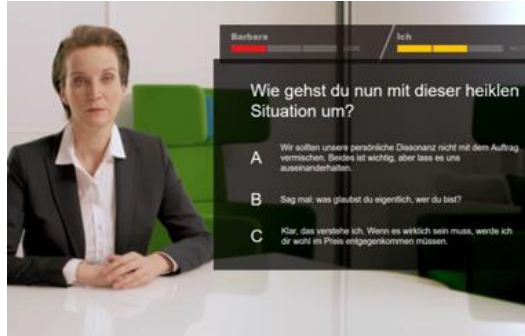 Barbara
Ich
Wie gehst du nun mit dieser heiklen
Situation um?
A
Wir sollten unsere persönliche Dissonanz nicht mit dem Auftrag
vermischen. Beides ist wichtig, aber lass es uns
auseinanderhalten.
B
Sag mal: was glaubst du eigentlich, wer du bist?
C
Klar, das verstehe ich. Wenn es wirklich sein muss, werde ich
dir wohl im Preis entgegenkommen müssen.